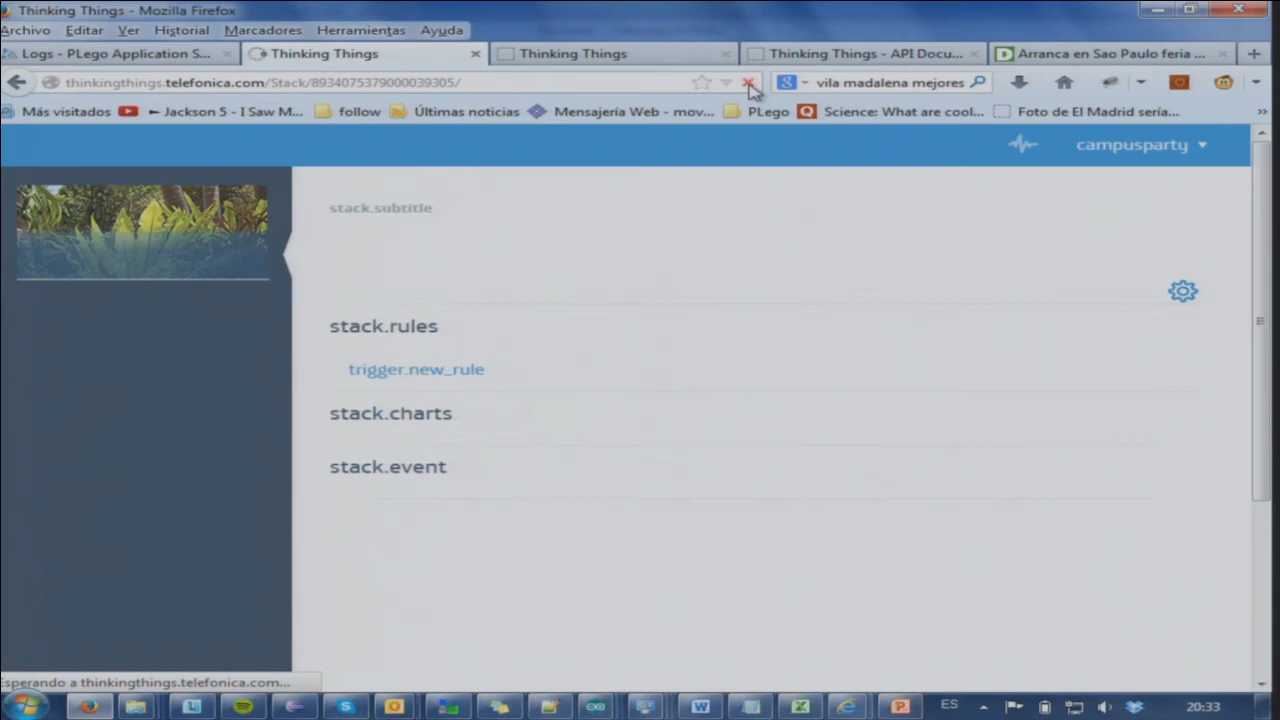 Thinking Things - Mozilla Firefox
Archivo Editar Ver Historial Marcadores Herramientas Ayuda
Logs - PLego Application S...
Thinking Things
Thinking Things
Thinking Things - API Docu...
Arranca en Sao Paulo feria
thinkingthings.telefonica.com/Stack/8934075379000039305/
vila madalena mejores
Más visitados
Jackson 5 - I Saw M...
follow
Últimas noticias
Mensajería Web - mov...
PLego
Science: What are cool...
Foto de El Madrid sería...
campusparty
stack.subtitle
stack.rules
trigger.new_rule
stack.charts
stack.event
Esperando a thinkingthings.telefonica.com...
ES
20:33